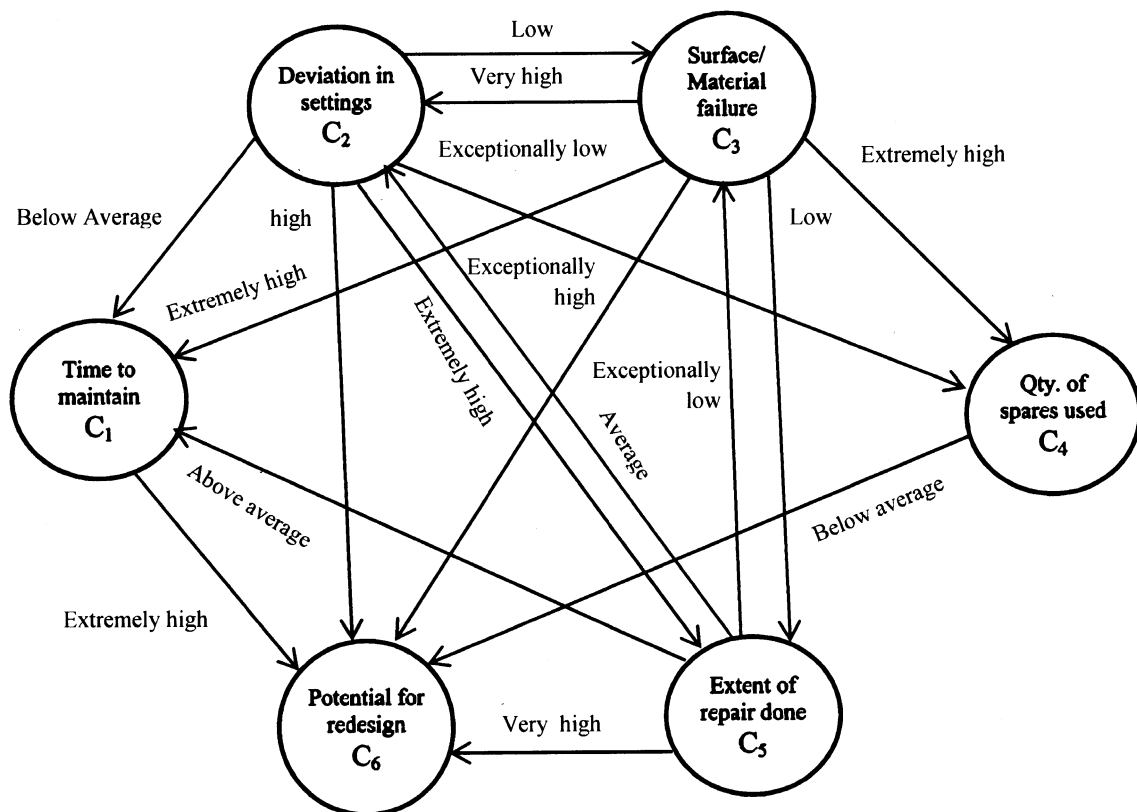 Low
Deviation in
settings
C₂
Surface/
Material
failure
C₃
Very high
Exceptionally low
Extremely high
Below Average
high
Low
Extremely high
Exceptionally
high
Extremely high
Time to
maintain
C₁
Exceptionally
low
Qty. of
spares used
C₄
Average
Above average
Below average
Extremely high
Potential for
redesign
C₆
Very high
Extent of
repair done
C₅